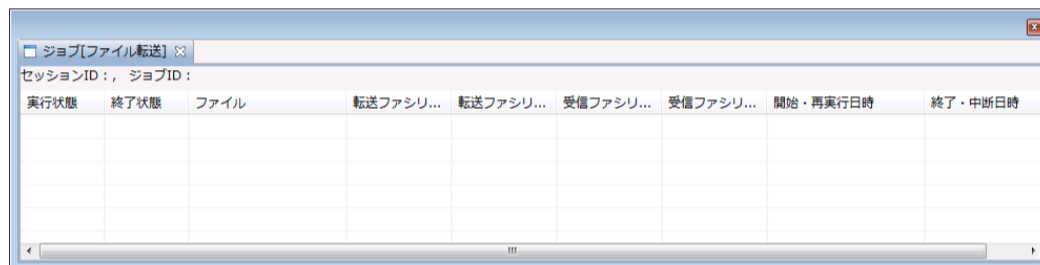 ジョブ[ファイル転送]
セッションID：, ジョブID：
実行状態 終了状態 ファイル 転送ファシリ... 転送ファシリ... 受信ファシリ... 受信ファシリ... 開始・再実行日時 終了・中断日時